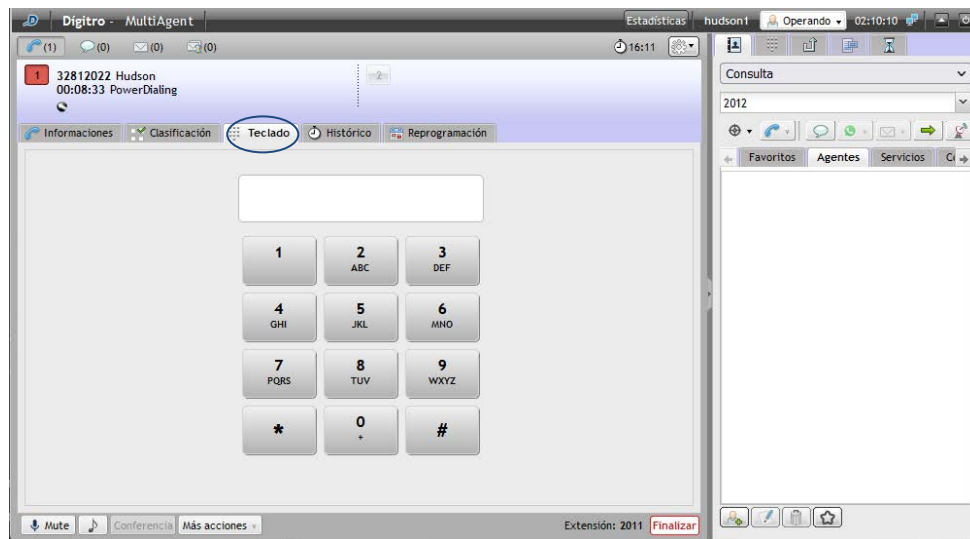 Dígitro - MultiAgent
Estadísticas
hudson1
Operando
02:10:10
(1)
(0)
(0)
(0)
16:11
1
32812022 Hudson
00:08:33 PowerDialing
2
Informaciones
Clasificación
Teclado
Histórico
Reprogramación
1
2
ABC
3
DEF
4
GHI
5
JKL
6
MNO
7
PQRS
8
TUV
9
WXYZ
*
0
+
#
Mute
Conferencia
Más acciones
Extensión: 2011
Finalizar
Consulta
2012
Favoritos
Agentes
Servicios